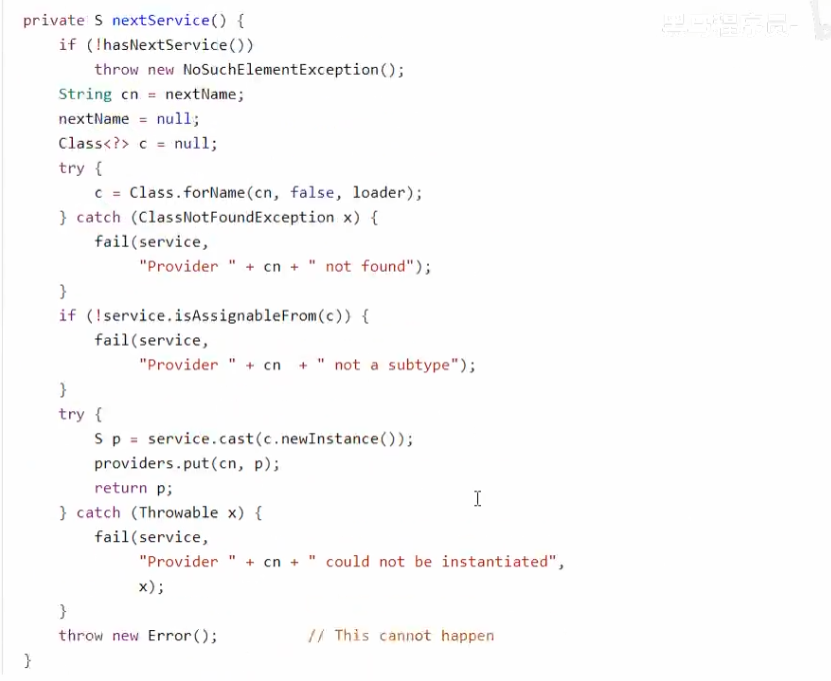 private S nextService() {
    if (!hasNextService())
        throw new NoSuchElementException();
    String cn = nextName;
    nextName = null;
    Class<?> c = null;
    try {
        c = Class.forName(cn, false, loader);
    } catch (ClassNotFoundException x) {
        fail(service,
             "Provider " + cn + " not found");
    }
    if (!service.isAssignableFrom(c)) {
        fail(service,
             "Provider " + cn  + " not a subtype");
    }
    try {
        S p = service.cast(c.newInstance());
        providers.put(cn, p);
        return p;
    } catch (Throwable x) {
        fail(service,
             "Provider " + cn + " could not be instantiated",
             x);
    }
    throw new Error();          // This cannot happen
}